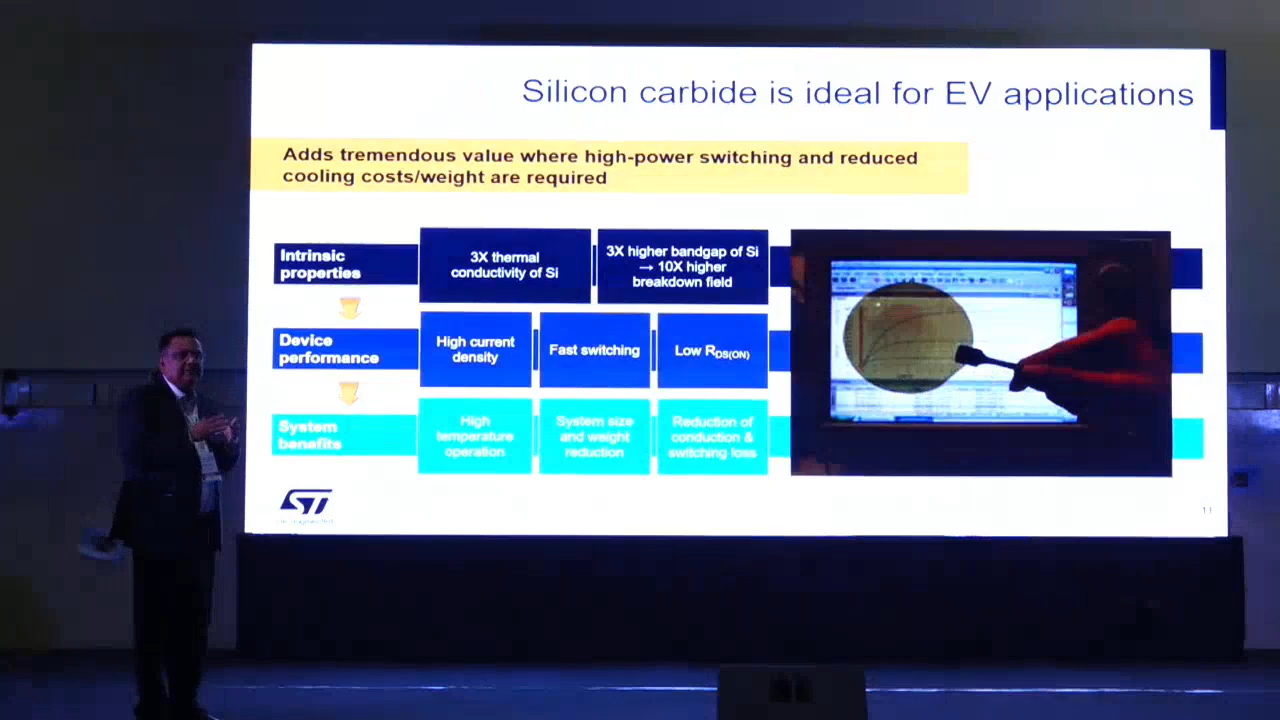 Silicon carbide is ideal for EV applications
Adds tremendous value where high-power switching and reduced
cooling costs/weight are required
Intrinsic
properties
3X thermal
conductivity of Si
3X higher bandgap of Si
→ 10X higher
breakdown field
Device
performance
High current
density
Fast switching
Low RDS(ON)
System
benefits
High
temperature
operation
System size
and weight
reduction
Reduction of
conduction &
switching loss
ST
11